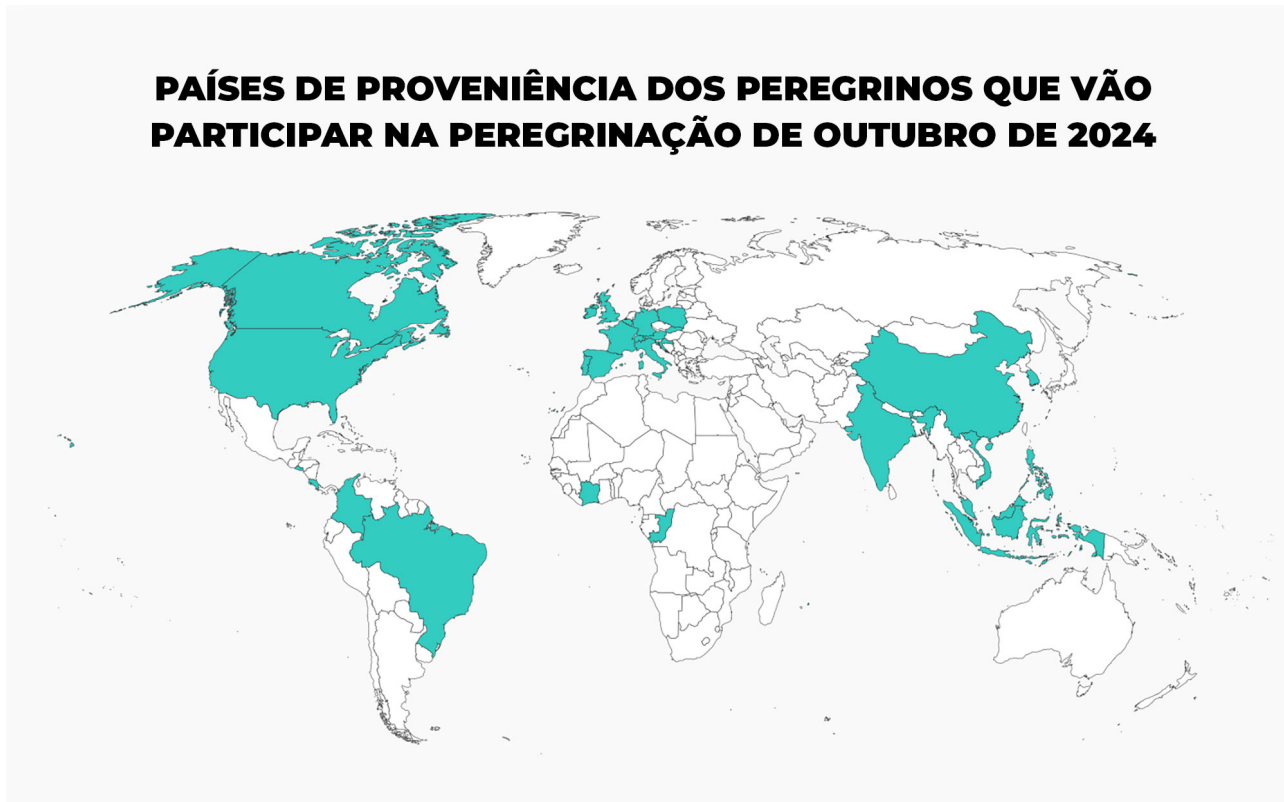 PAÍSES DE PROVENIÊNCIA DOS PEREGRINOS QUE VÃO
PARTICIPAR NA PEREGRINAÇÃO DE OUTUBRO DE 2024